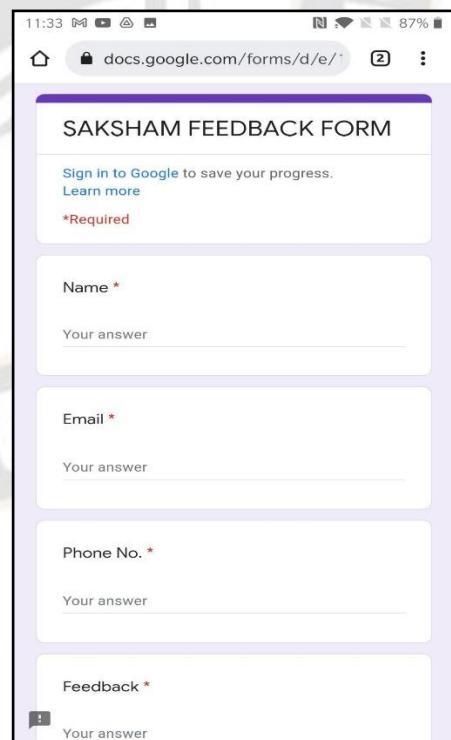 11:33
87%
docs.google.com/forms/d/e/1
2
SAKSHAM FEEDBACK FORM
Sign in to Google to save your progress.
Learn more
*Required
Name *
Your answer
Email *
Your answer
Phone No. *
Your answer
Feedback *
Your answer